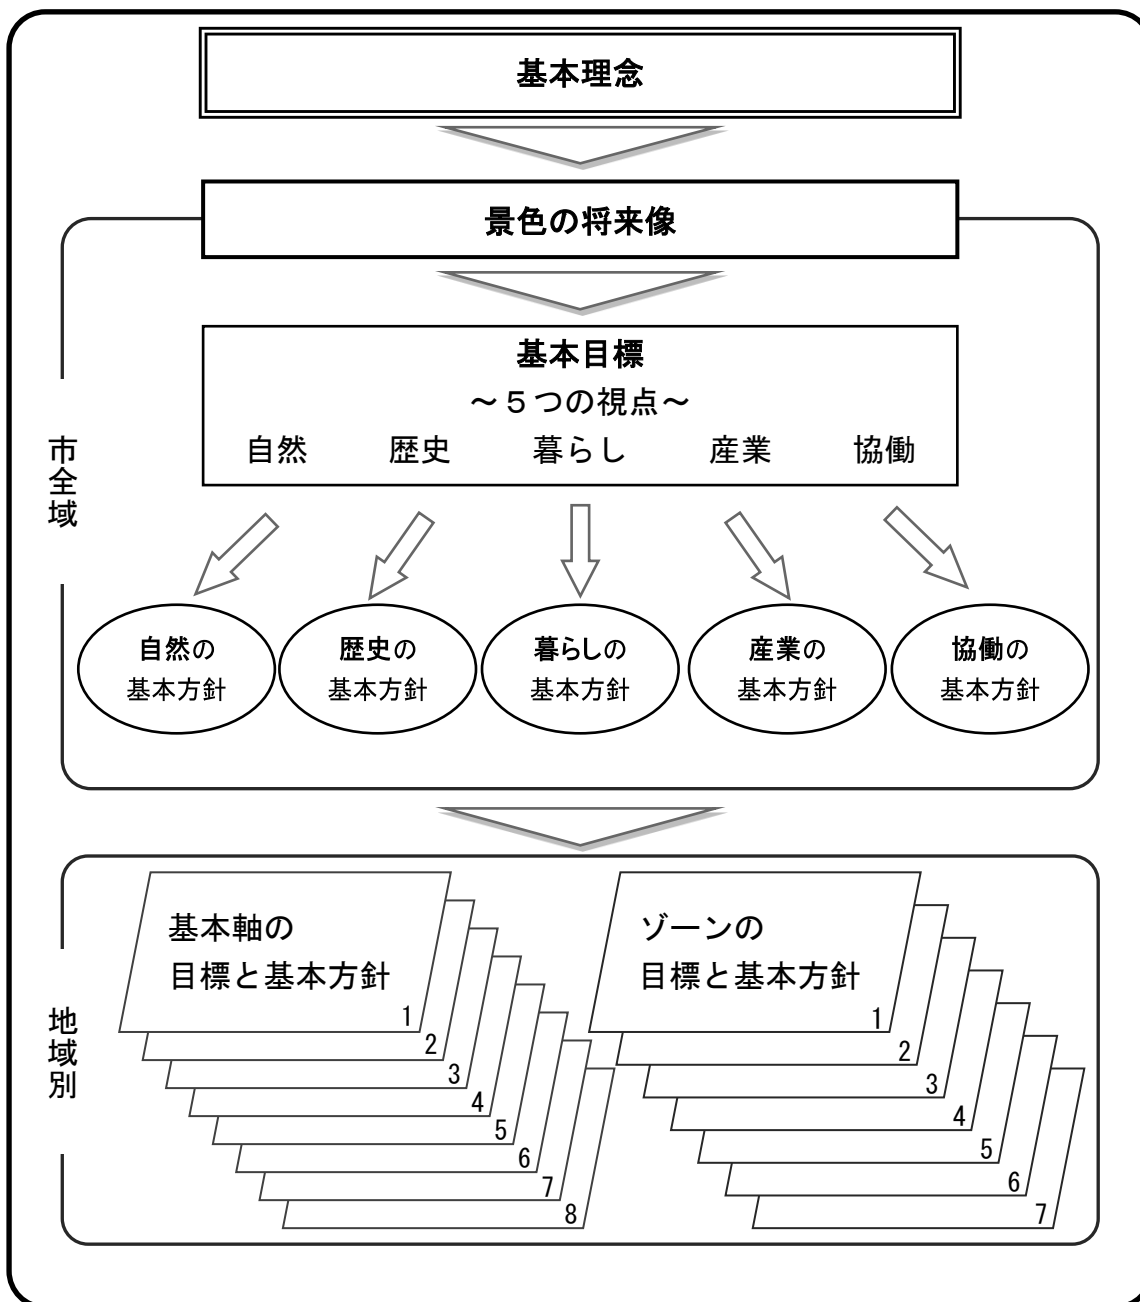 基本理念
景色の将来像
基本目標
～５つの視点～
自然　歴史　暮らし　産業　協働
市全域
自然の
基本方針
歴史の
基本方針
暮らしの
基本方針
産業の
基本方針
協働の
基本方針
地域別
基本軸の
目標と基本方針
1
2
3
4
5
6
7
8
ゾーンの
目標と基本方針
1
2
3
4
5
6
7